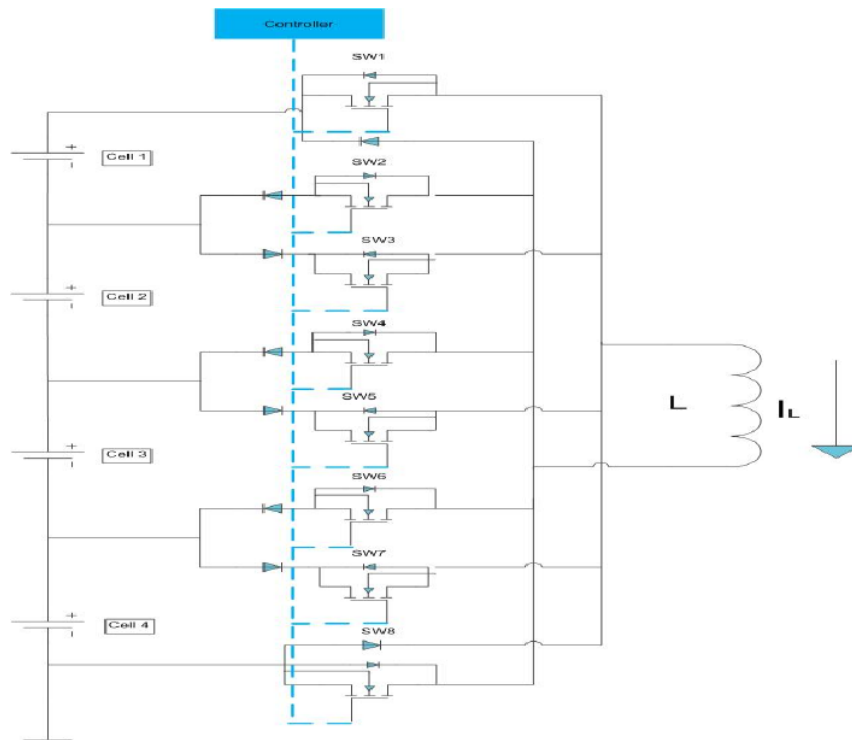 Controller
SW1
+
Cell 1
-
SW2
SW3
+
Cell 2
-
SW4
SW5
L
IL
+
Cell 3
-
SW6
SW7
+
Cell 4
-
SW8